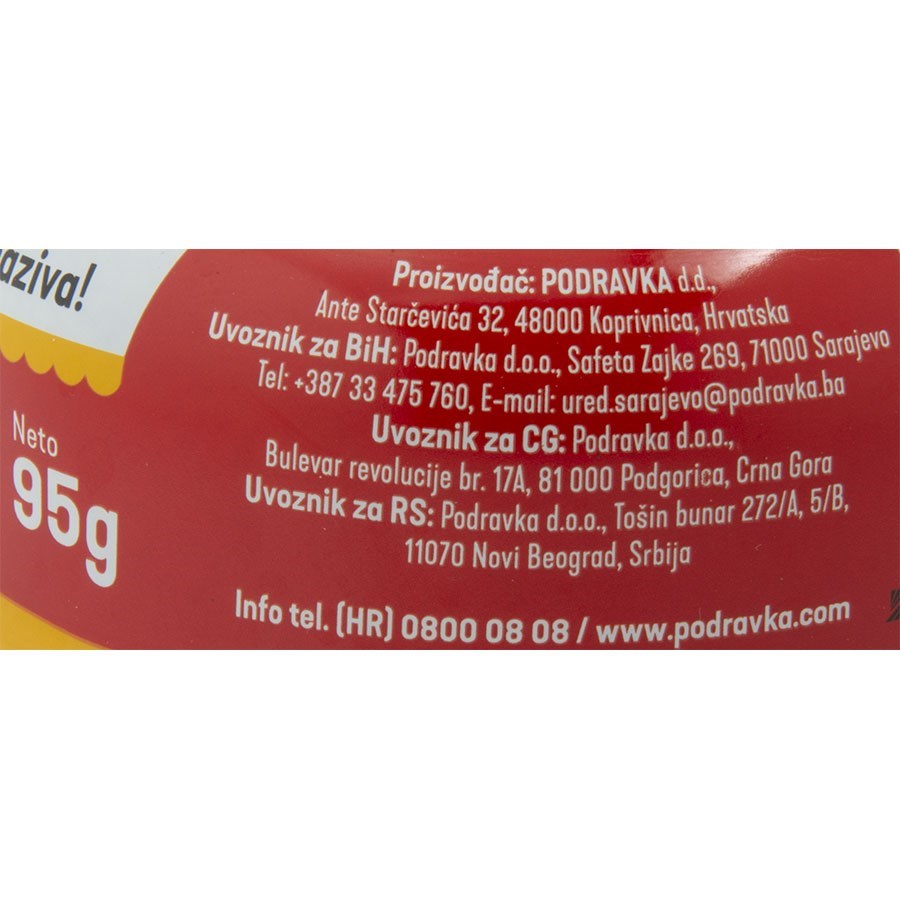 aziva!
Neto
95g
Proizvođač: PODRAVKA d.d.,
Ante Starčevića 32, 48000 Koprivnica, Hrvatska
Uvoznik za BiH: Podravka d.o.o., Safeta Zajke 269, 71000 Sarajevo
Tel: +387 33 475 760, E-mail: ured.sarajevo@podravka.ba
Uvoznik za CG: Podravka d.o.o.,
Bulevar revolucije br. 17A, 81 000 Podgorica, Crna Gora
Uvoznik za RS: Podravka d.o.o., Tošin bunar 272/A, 5/B,
11070 Novi Beograd, Srbija
Info tel. (HR) 0800 08 08 / www.podravka.com